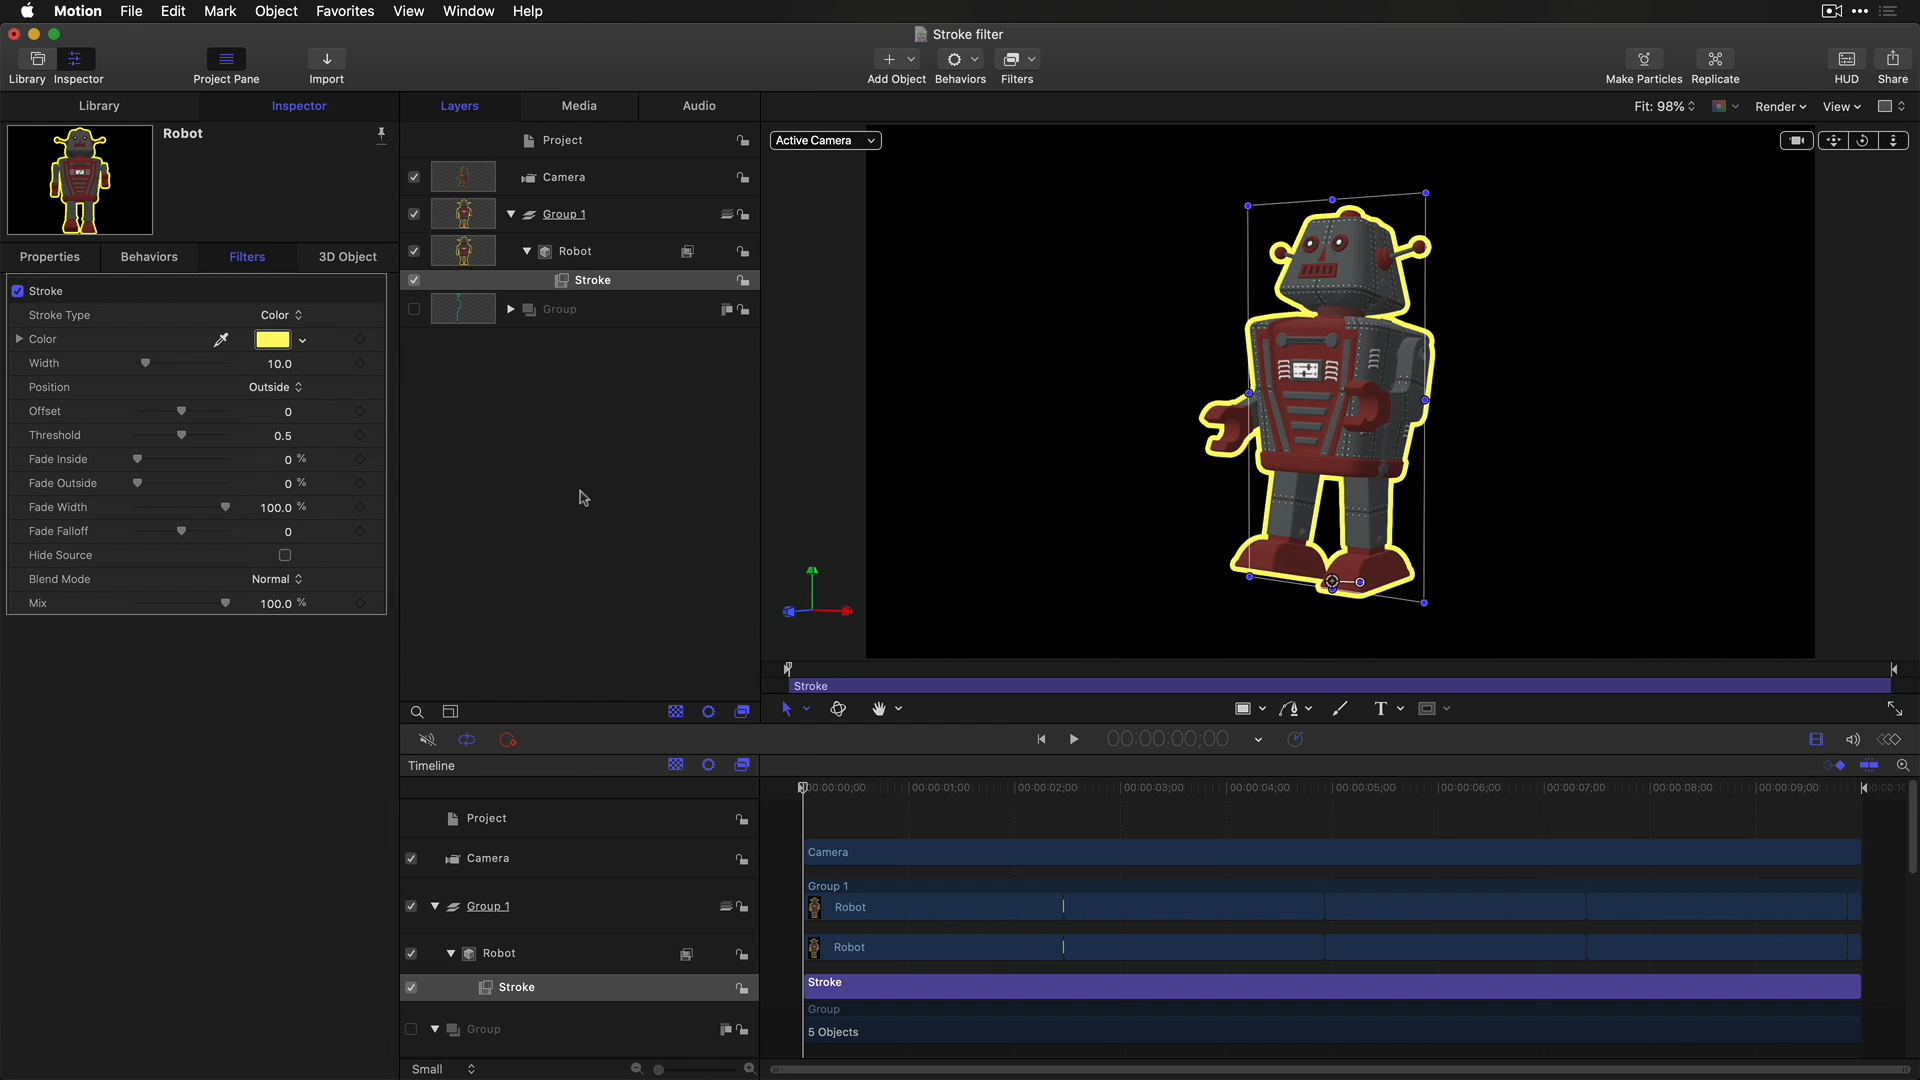 Motion File Edit Mark Object Favorites View Window Help
Stroke filter
Library Inspector Project Pane Import Add Object Behaviors Filters Make Particles Replicate HUD Share
Library Inspector Layers Media Audio Fit: 98% Render View
Robot
Active Camera
Project
Camera
Group 1
Robot
Stroke
Group
Properties Behaviors Filters 3D Object
Stroke
Stroke Type Color
Color
Width 10.0
Position Outside
Offset 0
Threshold 0.5
Fade Inside 0 %
Fade Outside 0 %
Fade Width 100.0 %
Fade Falloff 0
Hide Source
Blend Mode Normal
Mix 100.0 %
Stroke
T
00:00:00;00
Timeline
00:00:00;00 00:00:01;00 00:00:02;00 00:00:03;00 00:00:04;00 00:00:05;00 00:00:06;00 00:00:07;00 00:00:08;00 00:00:09;00
Project
Camera Camera
Group 1
Group 1 Robot
Robot Robot
Stroke Stroke
Group
Group 5 Objects
Small